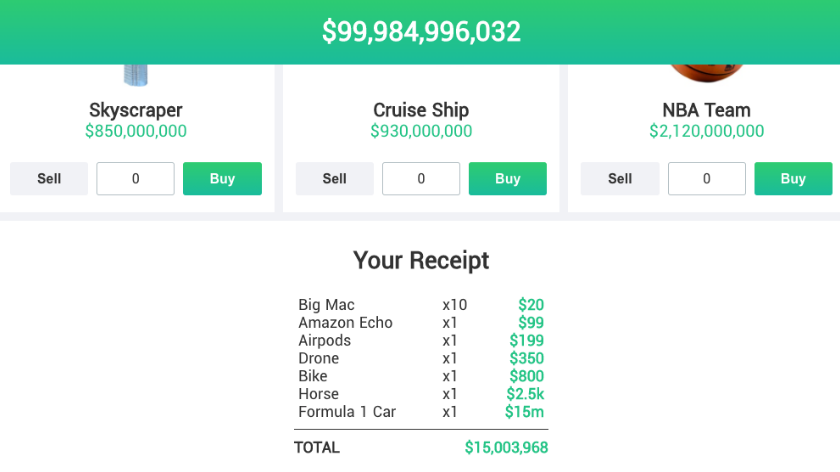 $99,984,996,032
Skyscraper
$850,000,000
Sell 0 Buy
Cruise Ship
$930,000,000
Sell 0 Buy
NBA Team
$2,120,000,000
Sell 0 Buy
Your Receipt
Big Mac x10 $20
Amazon Echo x1 $99
Airpods x1 $199
Drone x1 $350
Bike x1 $800
Horse x1 $2.5k
Formula 1 Car x1 $15m
TOTAL $15,003,968